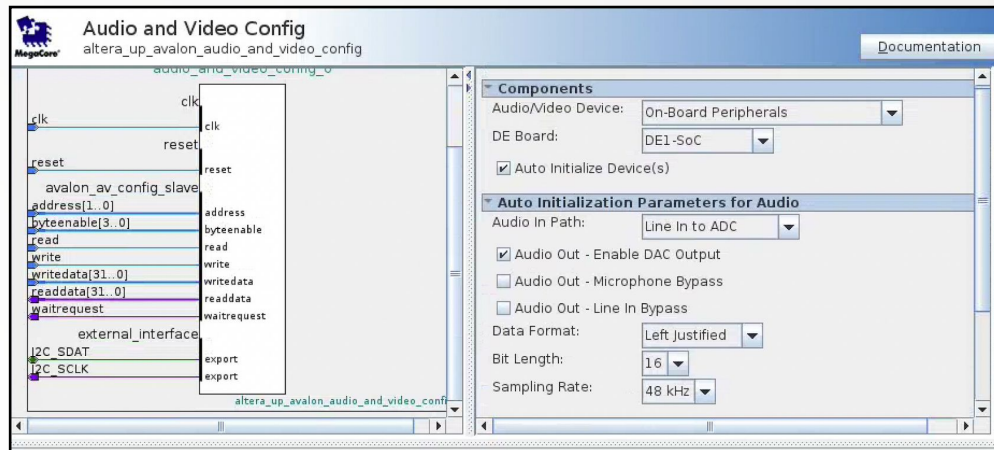 Audio and Video Config
altera_up_avalon_audio_and_video_config
MegaCore'
Documentation
audio_and_video_config_0
clk
clk
clk
reset
reset
reset
avalon_av_config_slave
address[1..0]
address
byteenable[3..0]
byteenable
read
read
write
write
writedata[31..0]
writedata
readdata[31..0]
readdata
waitrequest
waitrequest
external_interface
I2C_SDAT
export
I2C_SCLK
export
altera_up_avalon_audio_and_video_conf
Components
Audio/Video Device: On-Board Peripherals
DE Board: DE1-SoC
Auto Initialize Device(s)
Auto Initialization Parameters for Audio
Audio In Path: Line In to ADC
Audio Out - Enable DAC Output
Audio Out - Microphone Bypass
Audio Out - Line In Bypass
Data Format: Left Justified
Bit Length: 16
Sampling Rate: 48 kHz